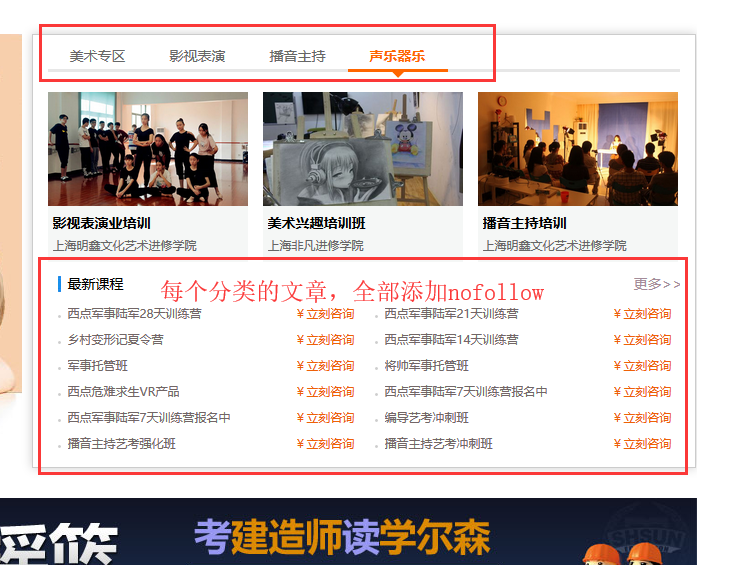 美术专区 影视表演 播音主持 声乐器乐
影视表演业培训 美术兴趣培训班 播音主持培训
上海明鑫文化艺术进修学院 上海非凡进修学院 上海明鑫文化艺术进修学院
最新课程 更多>>
每个分类的文章，全部添加nofollow
西点军事陆军28天训练营 ¥立刻咨询 西点军事陆军21天训练营 ¥立刻咨询
乡村变形记夏令营 ¥立刻咨询 西点军事陆军14天训练营 ¥立刻咨询
军事托管班 ¥立刻咨询 将帅军事托管班 ¥立刻咨询
西点危难求生VR产品 ¥立刻咨询 西点军事陆军7天训练营报名中 ¥立刻咨询
西点军事陆军7天训练营报名中 ¥立刻咨询 编导艺考冲刺班 ¥立刻咨询
播音主持艺考强化班 ¥立刻咨询 播音主持艺考冲刺班 ¥立刻咨询
考建造师读学尔森